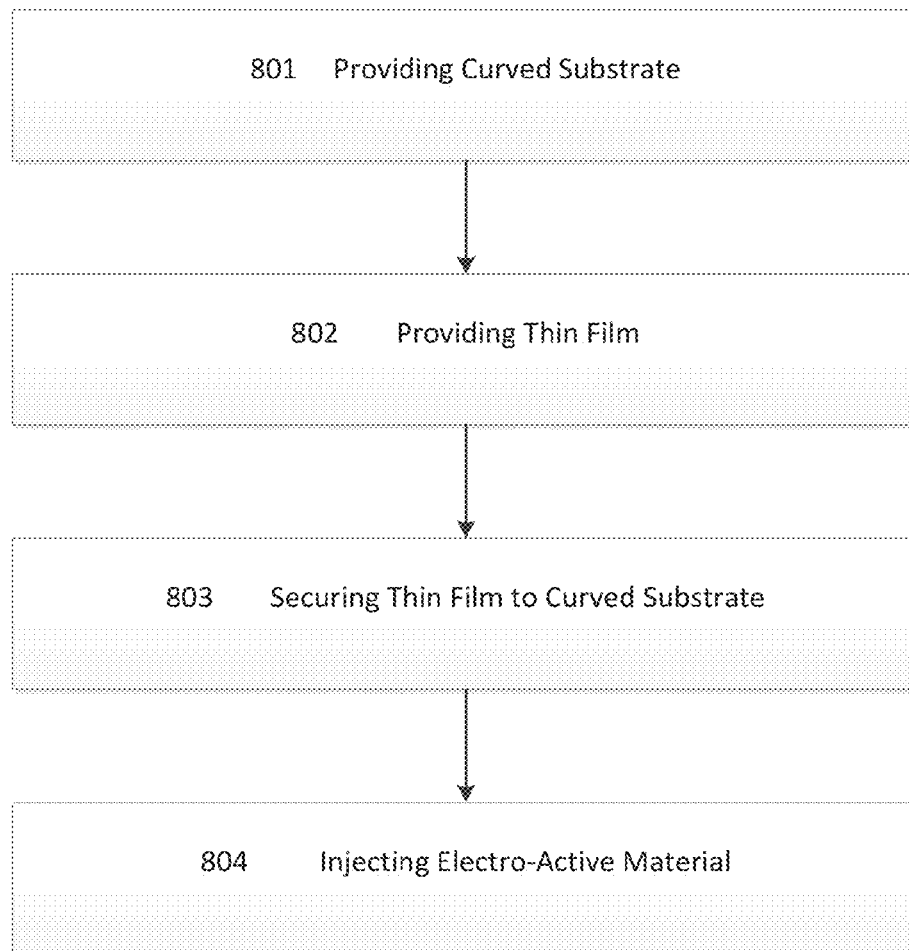 801 Providing Curved Substrate
802 Providing Thin Film
803 Securing Thin Film to Curved Substrate
804 Injecting Electro-Active Material